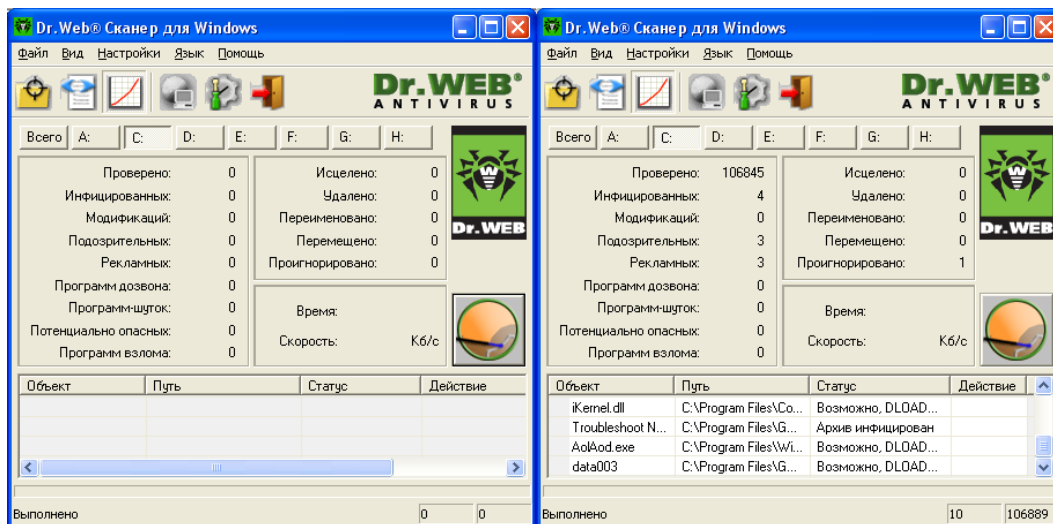 Dr.Web® Сканер для Windows
Файл Вид Настройки Язык Помощь
Dr.WEB®
ANTIVIRUS
Всего A: C: D: E: F: G: H:
Проверено: 0
Инфицированных: 0
Модификаций: 0
Подозрительных: 0
Рекламных: 0
Программ дозвона: 0
Программ-шуток: 0
Потенциально опасных: 0
Программ взлома: 0
Исцелено: 0
Удалено: 0
Переименовано: 0
Перемещено: 0
Проигнорировано: 0
Время:
Скорость: Кб/с
Dr.WEB
Объект Путь Статус Действие
Выполнено 0 0
Dr.Web® Сканер для Windows
Файл Вид Настройки Язык Помощь
Dr.WEB®
ANTIVIRUS
Всего A: C: D: E: F: G: H:
Проверено: 106845
Инфицированных: 4
Модификаций: 0
Подозрительных: 3
Рекламных: 3
Программ дозвона: 0
Программ-шуток: 0
Потенциально опасных: 0
Программ взлома: 0
Исцелено: 0
Удалено: 0
Переименовано: 0
Перемещено: 0
Проигнорировано: 1
Время:
Скорость: Кб/с
Dr.WEB
Объект Путь Статус Действие
iKernel.dll C:\Program Files\Co... Возможно, DLOAD...
Troubleshoot N... C:\Program Files\G... Архив инфицирован
AolAod.exe C:\Program Files\Wi... Возможно, DLOAD...
data003 C:\Program Files\G... Возможно, DLOAD...
Выполнено 10 106889